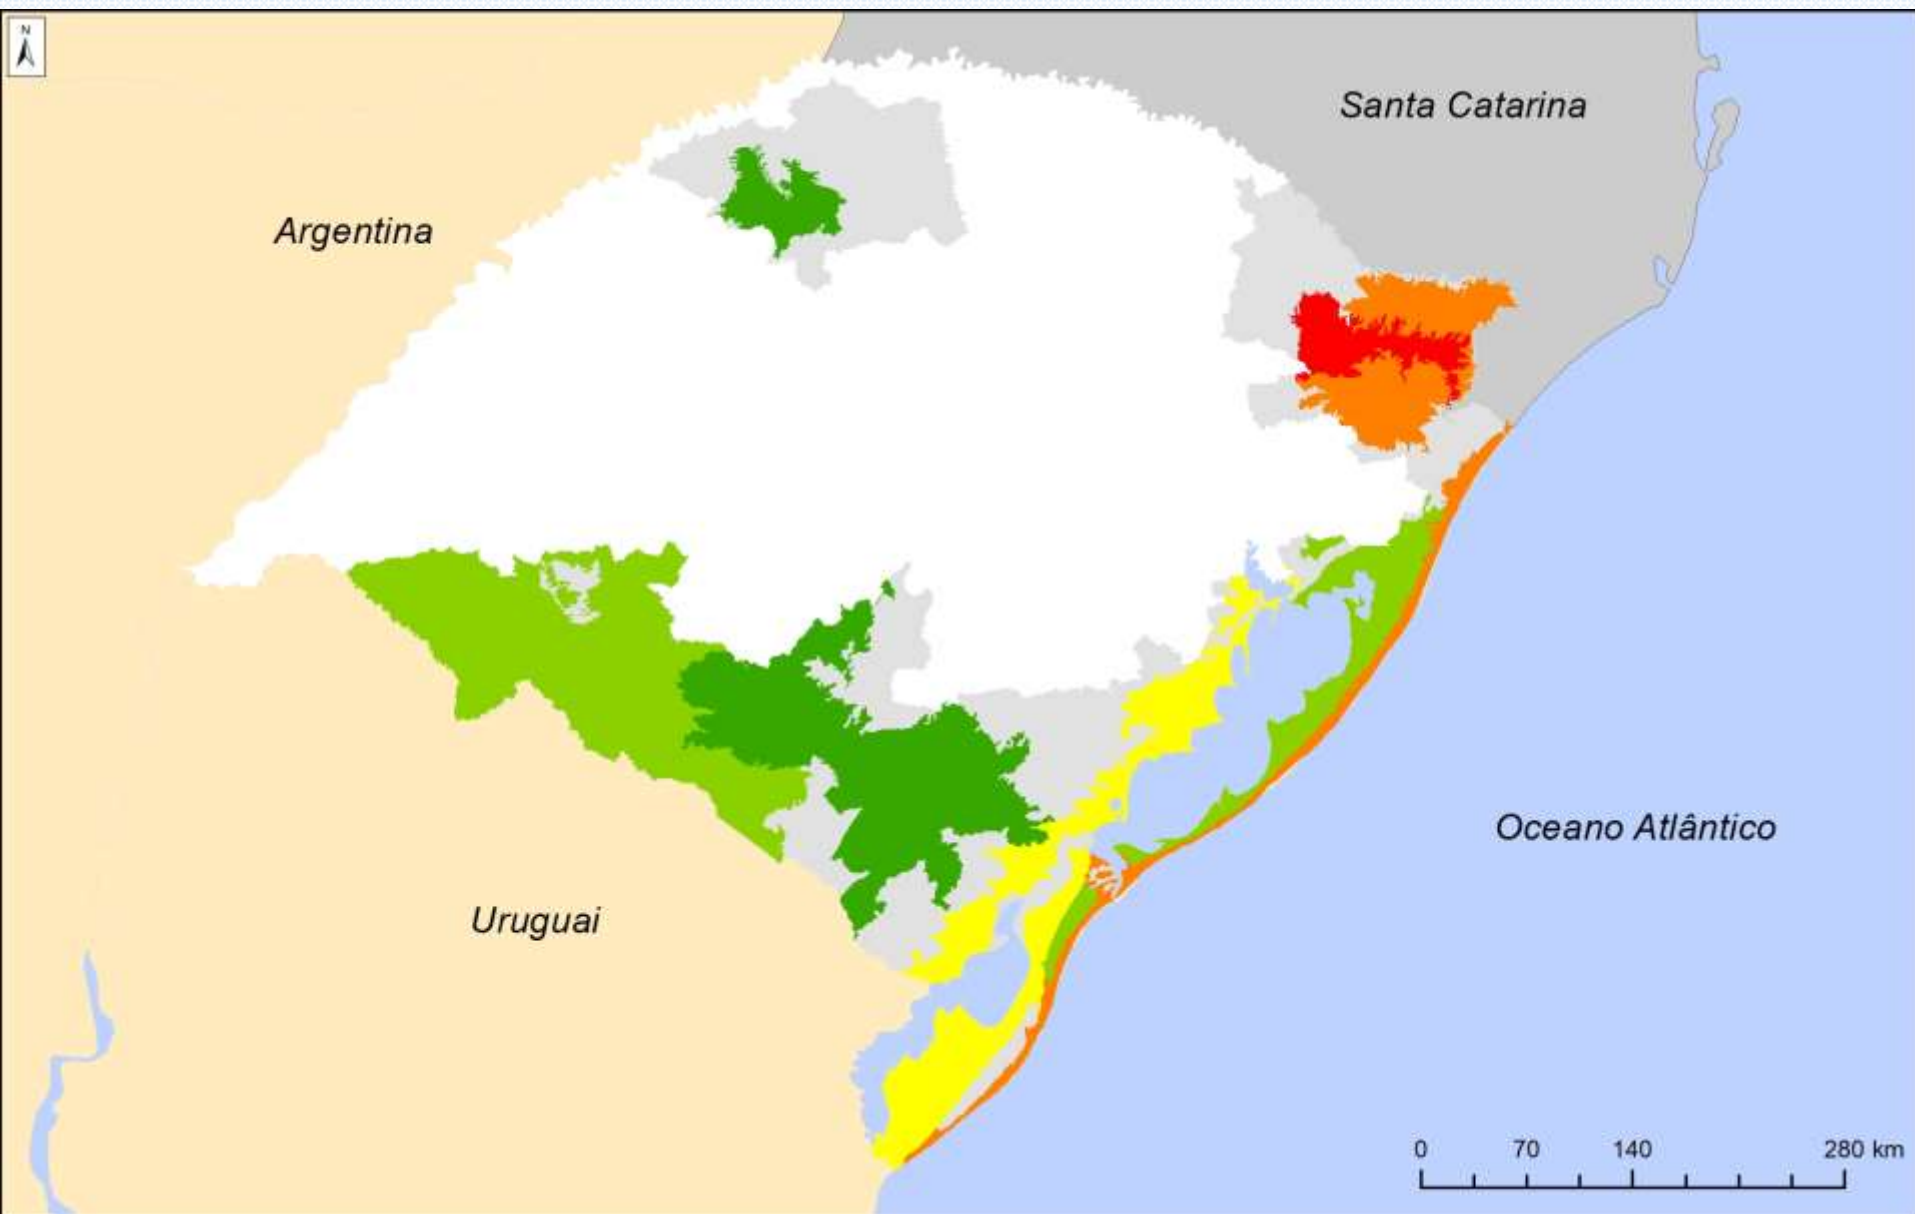 N
Santa Catarina
Argentina
Oceano Atlântico
Uruguai
0 70 140 280 km